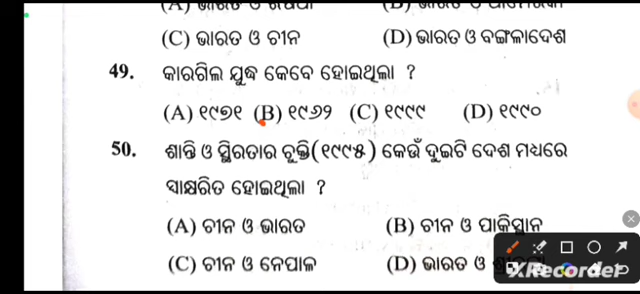 (C) ଭାରତ ଓ ଚୀନ (D) ଭାରତ ଓ ବଙ୍ଗଳାଦେଶ
49. କାରଗିଲ ଯୁଦ୍ଧ କେବେ ହୋଇଥିଲା ?
(A) ୧୯୭୧ (B) ୧୯୬୨ (C) ୧୯୯୯ (D) ୧୯୯୦
50. ଶାନ୍ତି ଓ ସ୍ଥିରତାର ଚୁକ୍ତି(୧୯୯୫) କେଉଁ ଦୁଇଟି ଦେଶ ମଧ୍ୟରେ
ସାକ୍ଷରିତ ହୋଇଥିଲା ?
(A) ଚୀନ ଓ ଭାରତ (B) ଚୀନ ଓ ପାକିସ୍ଥାନ
(C) ଚୀନ ଓ ନେପାଳ (D) ଭାରତ ଓ
XRecorder